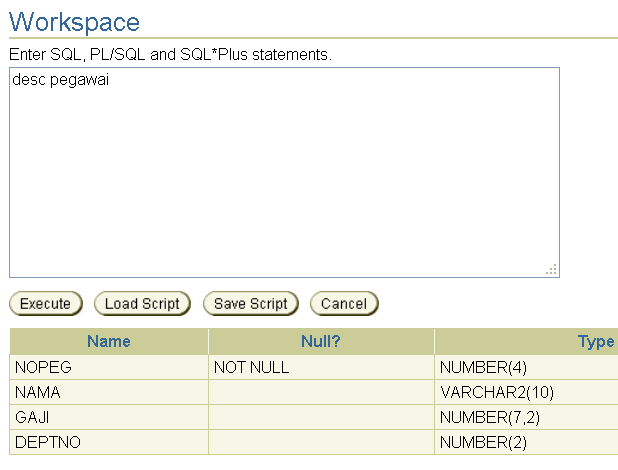 Workspace
Enter SQL, PL/SQL and SQL*Plus statements.
desc pegawai
Execute Load Script Save Script Cancel
Name Null? Type
NOPEG NOT NULL NUMBER(4)
NAMA VARCHAR2(10)
GAJI NUMBER(7,2)
DEPTNO NUMBER(2)